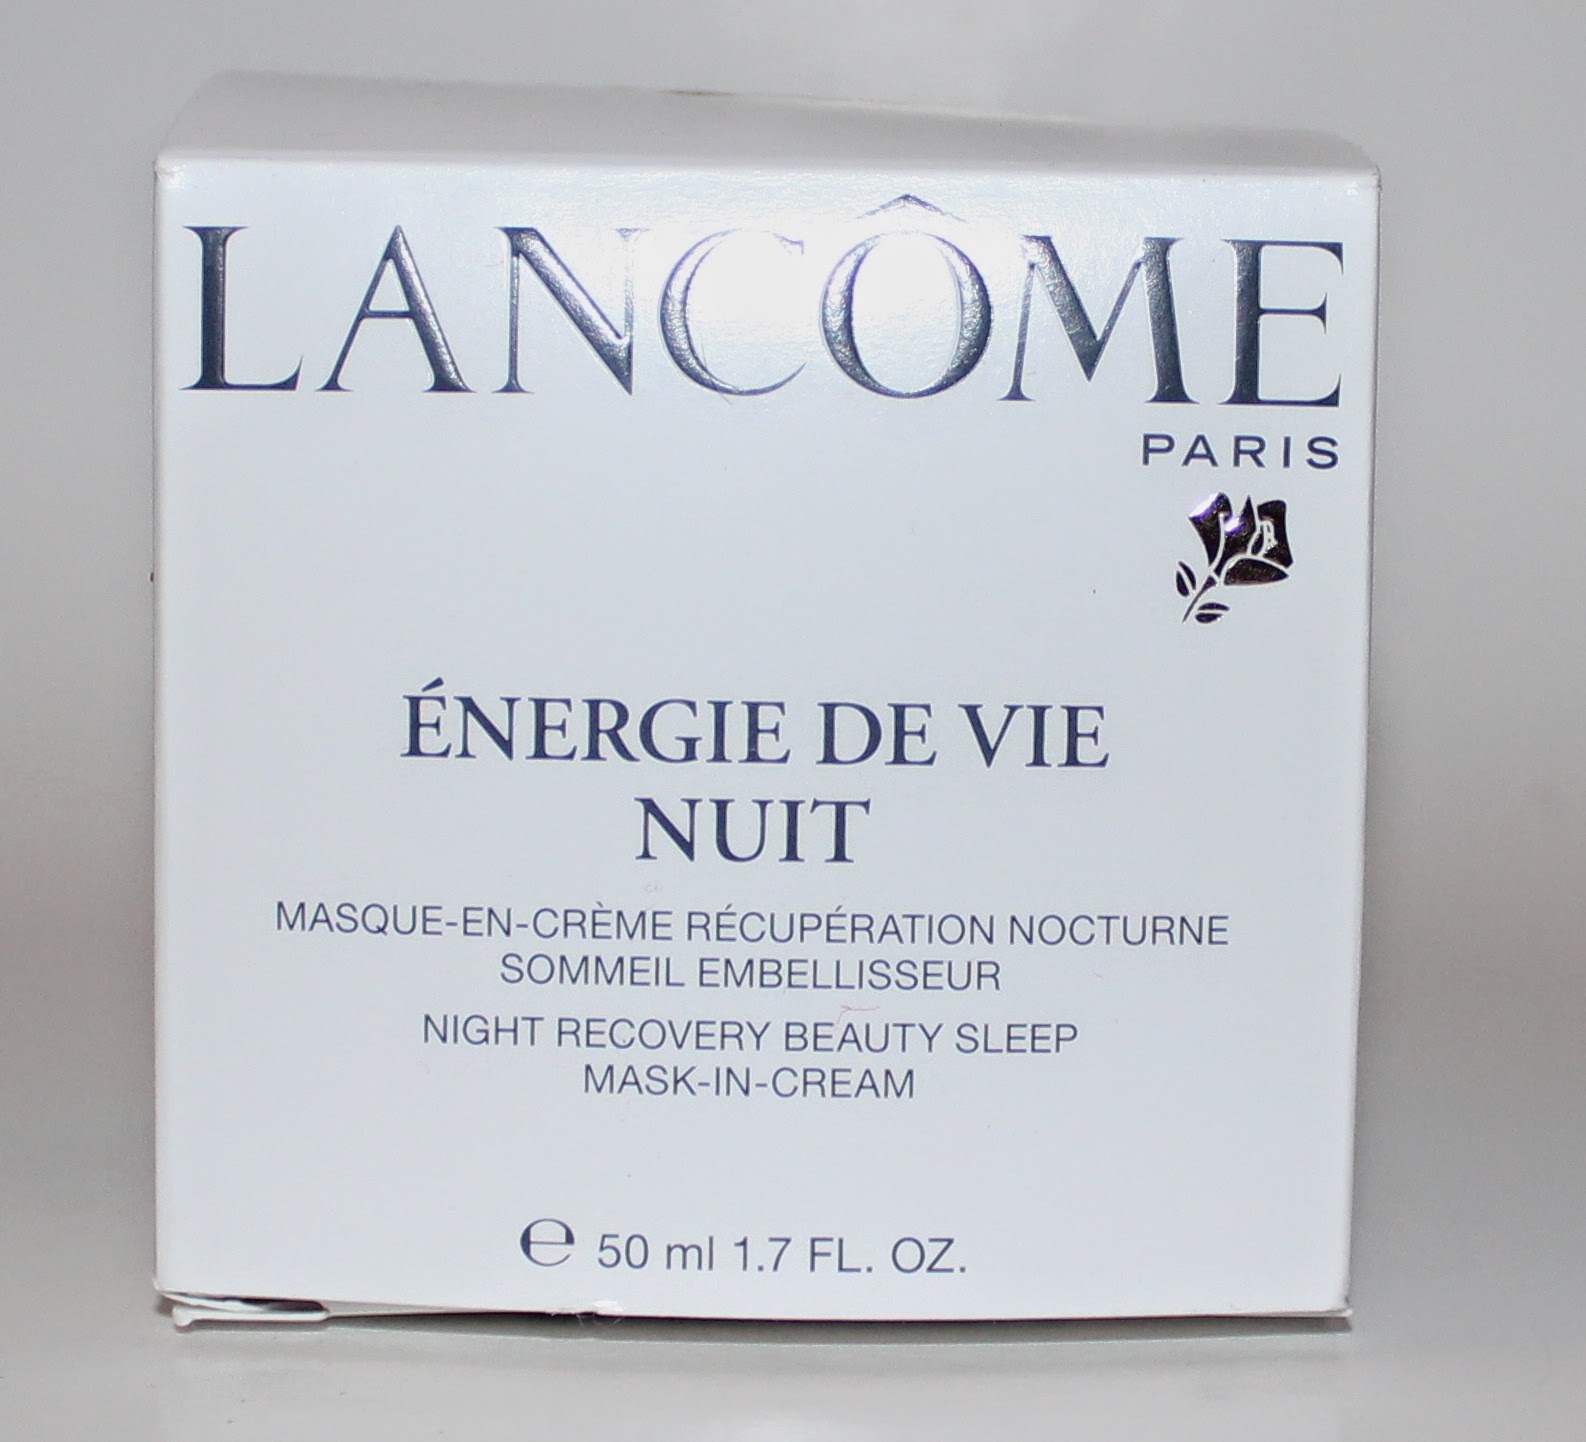 LANCÔME
PARIS
ÉNERGIE DE VIE
NUIT
MASQUE-EN-CRÈME RÉCUPÉRATION NOCTURNE
SOMMEIL EMBELLISSEUR
NIGHT RECOVERY BEAUTY SLEEP
MASK-IN-CREAM
℮ 50 ml 1.7 FL. OZ.